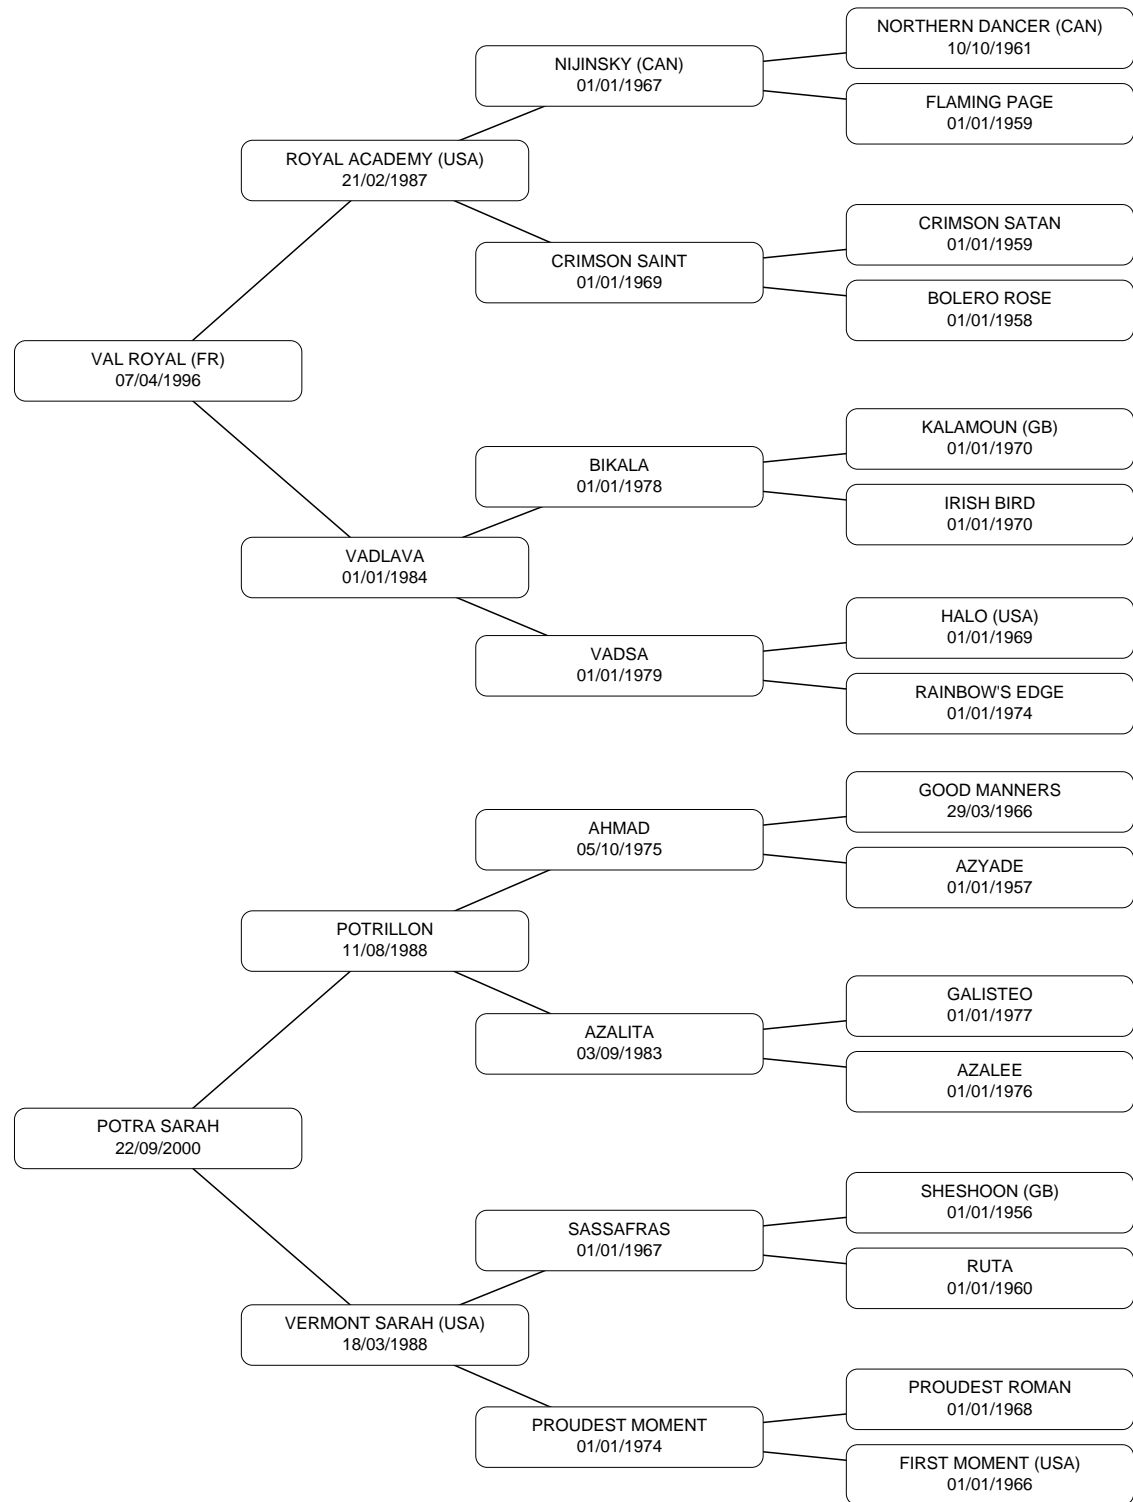 NORTHERN DANCER (CAN)
10/10/1961
NIJINSKY (CAN)
01/01/1967
FLAMING PAGE
01/01/1959
ROYAL ACADEMY (USA)
21/02/1987
CRIMSON SATAN
01/01/1959
CRIMSON SAINT
01/01/1969
BOLERO ROSE
01/01/1958
VAL ROYAL (FR)
07/04/1996
KALAMOUN (GB)
01/01/1970
BIKALA
01/01/1978
IRISH BIRD
01/01/1970
VADLAVA
01/01/1984
HALO (USA)
01/01/1969
VADSA
01/01/1979
RAINBOW'S EDGE
01/01/1974
GOOD MANNERS
29/03/1966
AHMAD
05/10/1975
AZYADE
01/01/1957
POTRILLON
11/08/1988
GALISTEO
01/01/1977
AZALITA
03/09/1983
AZALEE
01/01/1976
POTRA SARAH
22/09/2000
SHESHOON (GB)
01/01/1956
SASSAFRAS
01/01/1967
RUTA
01/01/1960
VERMONT SARAH (USA)
18/03/1988
PROUDEST ROMAN
01/01/1968
PROUDEST MOMENT
01/01/1974
FIRST MOMENT (USA)
01/01/1966